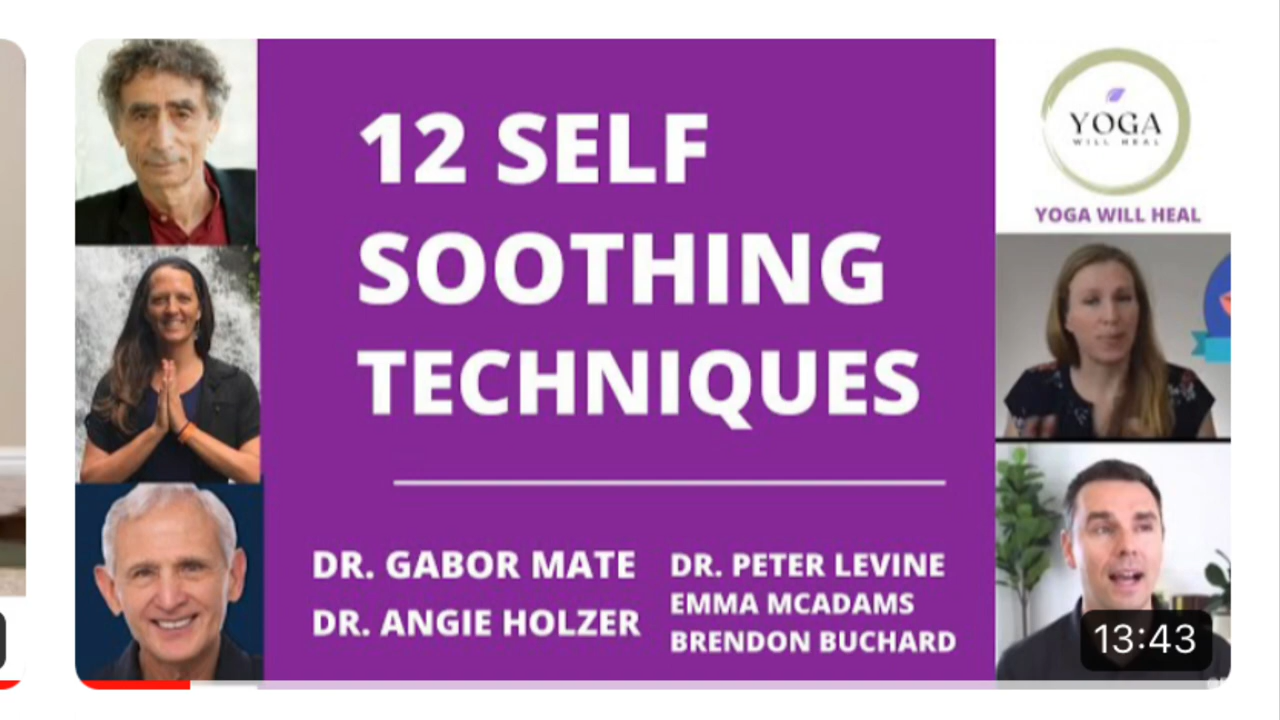 12 SELF
SOOTHING
TECHNIQUES
DR. GABOR MATE
DR. ANGIE HOLZER
DR. PETER LEVINE
EMMA MCADAMS
BRENDON BUCHARD
YOGA
WILL HEAL
YOGA WILL HEAL
13:43